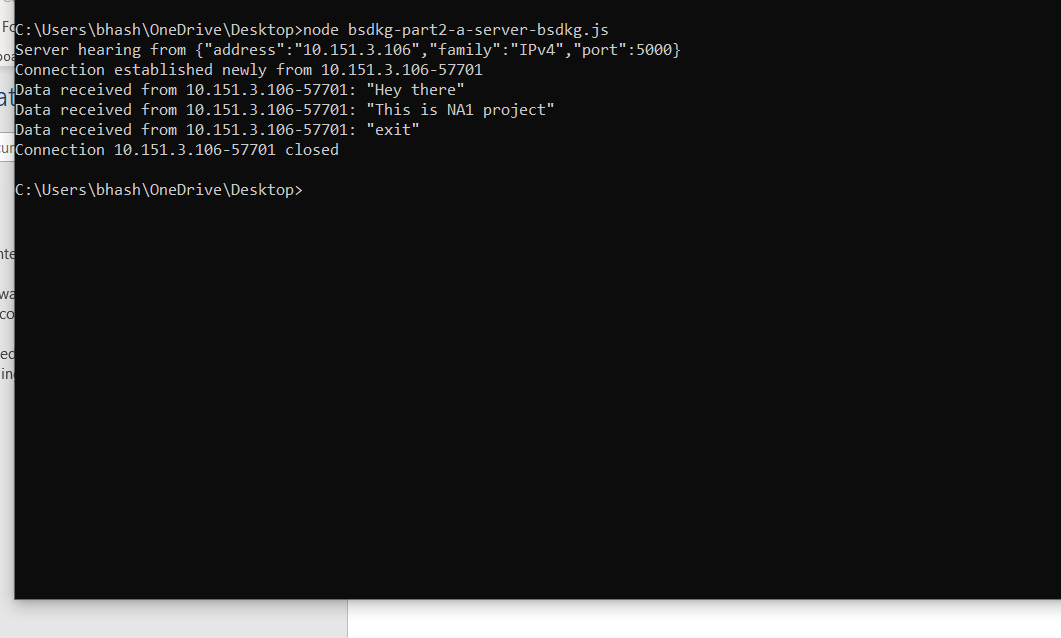 C:\Users\bhash\OneDrive\Desktop>node bsdkg-part2-a-server-bsdkg.js
Server hearing from {"address":"10.151.3.106","family":"IPv4","port":5000}
Connection established newly from 10.151.3.106-57701
Data received from 10.151.3.106-57701: "Hey there"
Data received from 10.151.3.106-57701: "This is NA1 project"
Data received from 10.151.3.106-57701: "exit"
Connection 10.151.3.106-57701 closed
C:\Users\bhash\OneDrive\Desktop>